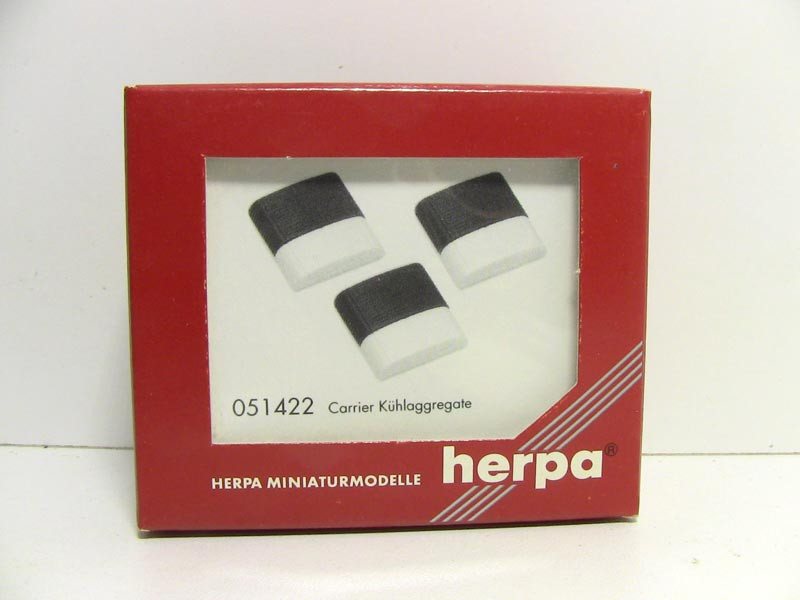 051422 Carrier Kühlaggregate
HERPA MINIATURMODELLE herpa®